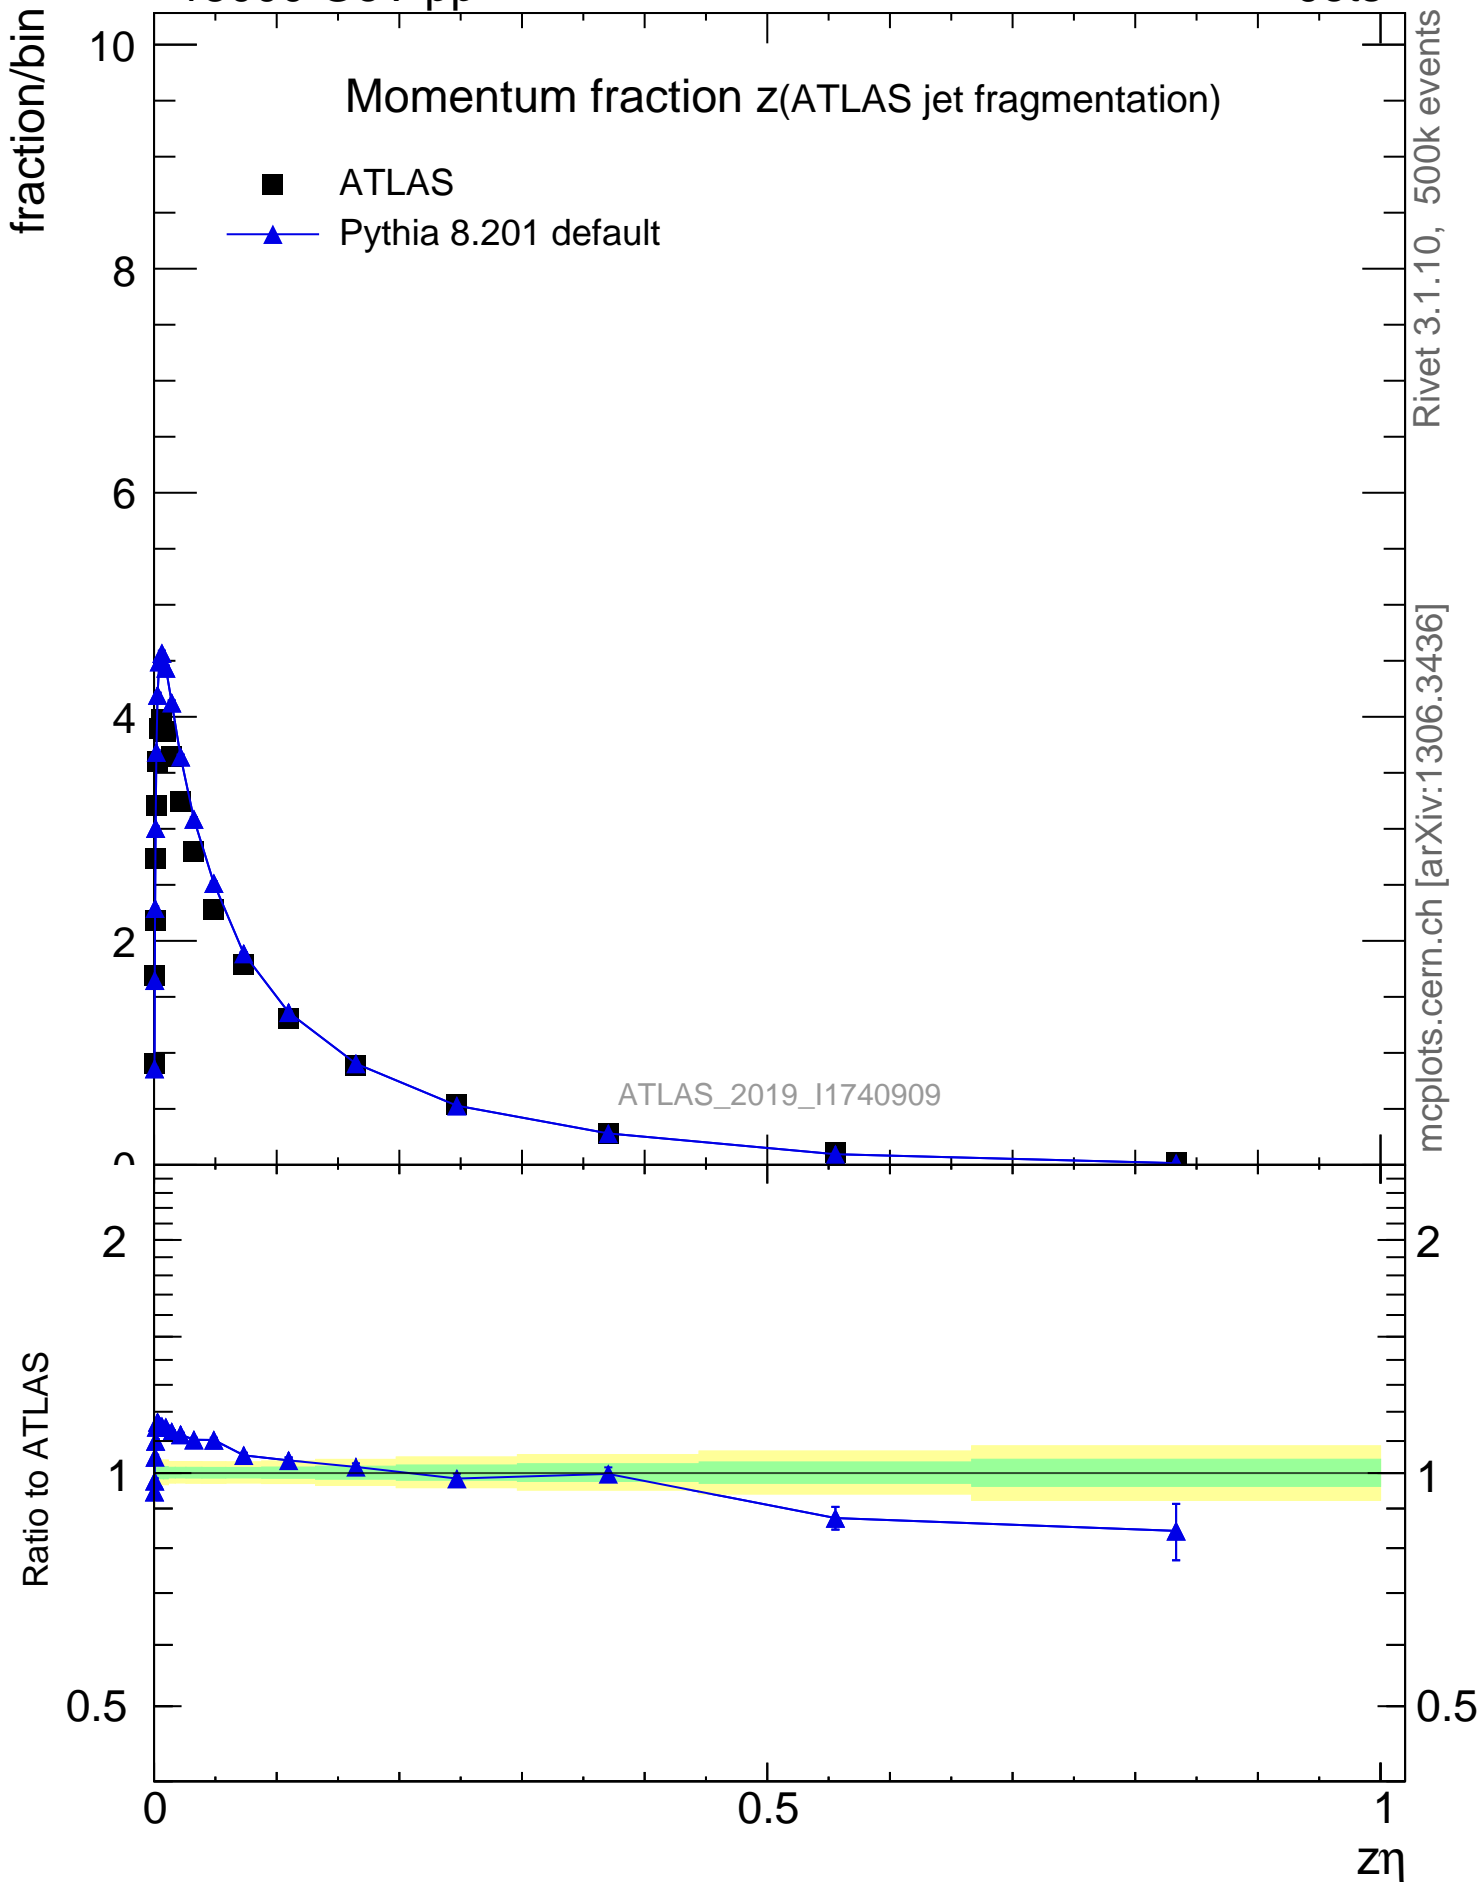 fraction/bin
Momentum fraction z(ATLAS jet fragmentation)
ATLAS
Pythia 8.201 default
10
8
6
4
2
ATLAS_2019_I1740909
Rivet 3.1.10, 500k events
mcplots.cern.ch [arXiv:1306.3436]
Ratio to ATLAS
2
1
0.5
2
1
0.5
0
0.5
1
zη